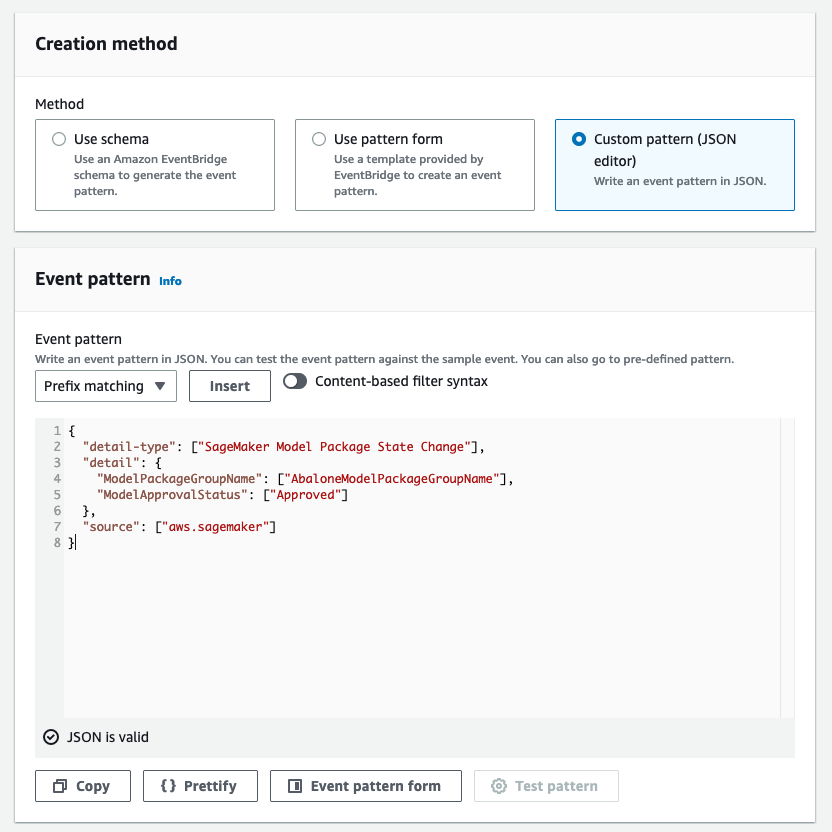 Creation method
Method
Use schema
Use an Amazon EventBridge
schema to generate the event
pattern.
Use pattern form
Use a template provided by
EventBridge to create an event
pattern.
Custom pattern (JSON
editor)
Write an event pattern in JSON.
Event pattern Info
Event pattern
Write an event pattern in JSON. You can test the event pattern against the sample event. You can also go to pre-defined pattern.
Prefix matching Insert Content-based filter syntax
1 {
2   "detail-type": ["SageMaker Model Package State Change"],
3   "detail": {
4     "ModelPackageGroupName": ["AbaloneModelPackageGroupName"],
5     "ModelApprovalStatus": ["Approved"]
6   },
7   "source": ["aws.sagemaker"]
8 }
JSON is valid
Copy {} Prettify Event pattern form Test pattern